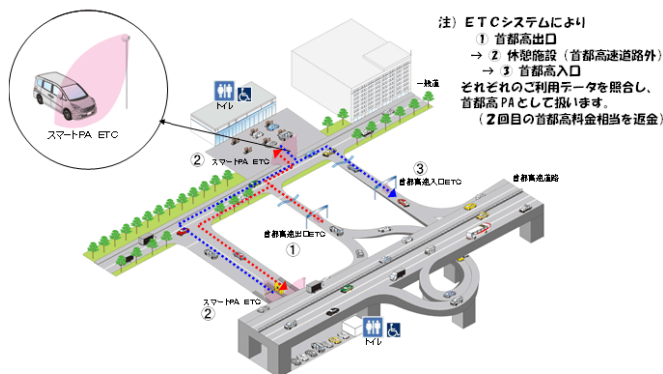 注）ＥＴＣシステムにより
① 首都高出口
→ ② 休憩施設（首都高速道路外）
→ ③ 首都高入口
それぞれのご利用データを照合し、
首都高PAとして扱います。
（２回目の首都高料金相当を返金）
スマートPA ETC
トイレ
一般道
②
スマートPA ETC
③
首都高速入口ETC
首都高速道路
首都高速出口ETC
①
スマートPA ETC
②
トイレ